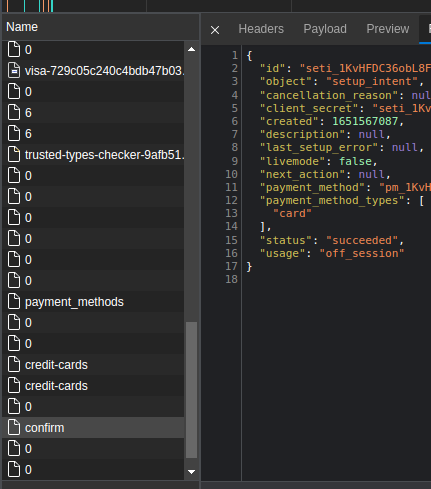 Name
Headers Payload Preview
0
visa-729c05c240c4bdb47b03.
0
6
6
trusted-types-checker-9afb51.
0
0
0
0
0
0
payment_methods
0
0
credit-cards
credit-cards
0
confirm
0
0
1 {
2 "id": "seti_1KvHFDC36obL8F
3 "object": "setup_intent",
4 "cancellation_reason": nul
5 "client_secret": "seti_1Kv
6 "created": 1651567087,
7 "description": null,
8 "last_setup_error": null,
9 "livemode": false,
10 "next_action": null,
11 "payment_method": "pm_1KvH
12 "payment_method_types": [
13 "card"
14 ],
15 "status": "succeeded",
16 "usage": "off_session"
17 }
18